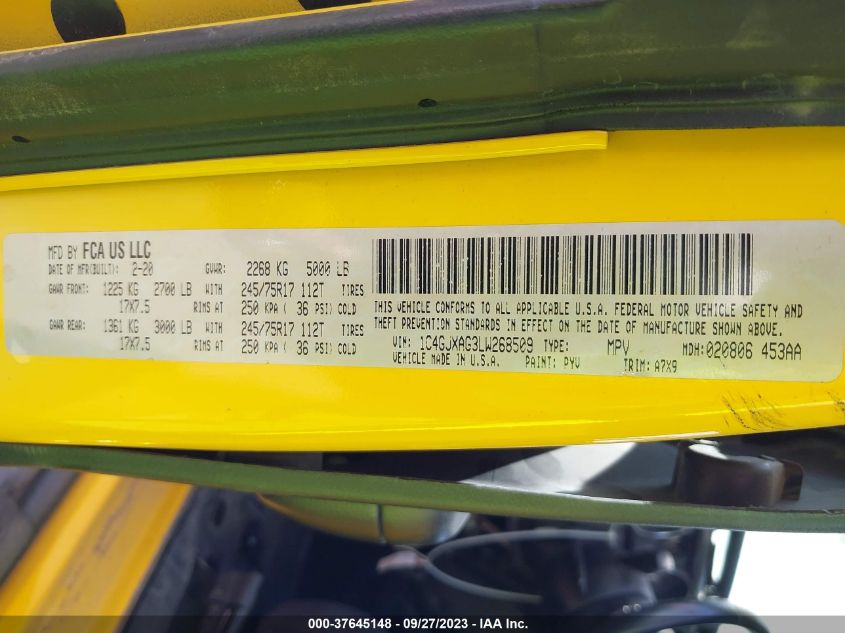 MFD BY FCA US LLC
DATE OF MFR(BUILT): 2-20 GVWR: 2268 KG 5000 LB
GAWR FRONT: 1225 KG 2700 LB WITH 245/75R17 112T TIRES
17X7.5 RIMS AT 250 KPA ( 36 PSI) COLD
GAWR REAR: 1361 KG 3000 LB WITH 245/75R17 112T TIRES
17X7.5 RIMS AT 250 KPA ( 36 PSI) COLD
THIS VEHICLE CONFORMS TO ALL APPLICABLE U.S.A. FEDERAL MOTOR VEHICLE SAFETY AND
THEFT PREVENTION STANDARDS IN EFFECT ON THE DATE OF MANUFACTURE SHOWN ABOVE.
VIN: 1C4GJXAG3LW268509 TYPE: MPV MDH:020806 453AA
VEHICLE MADE IN U.S.A. PAINT: PYV TRIM: A7X9
000-37645148 - 09/27/2023 - IAA Inc.